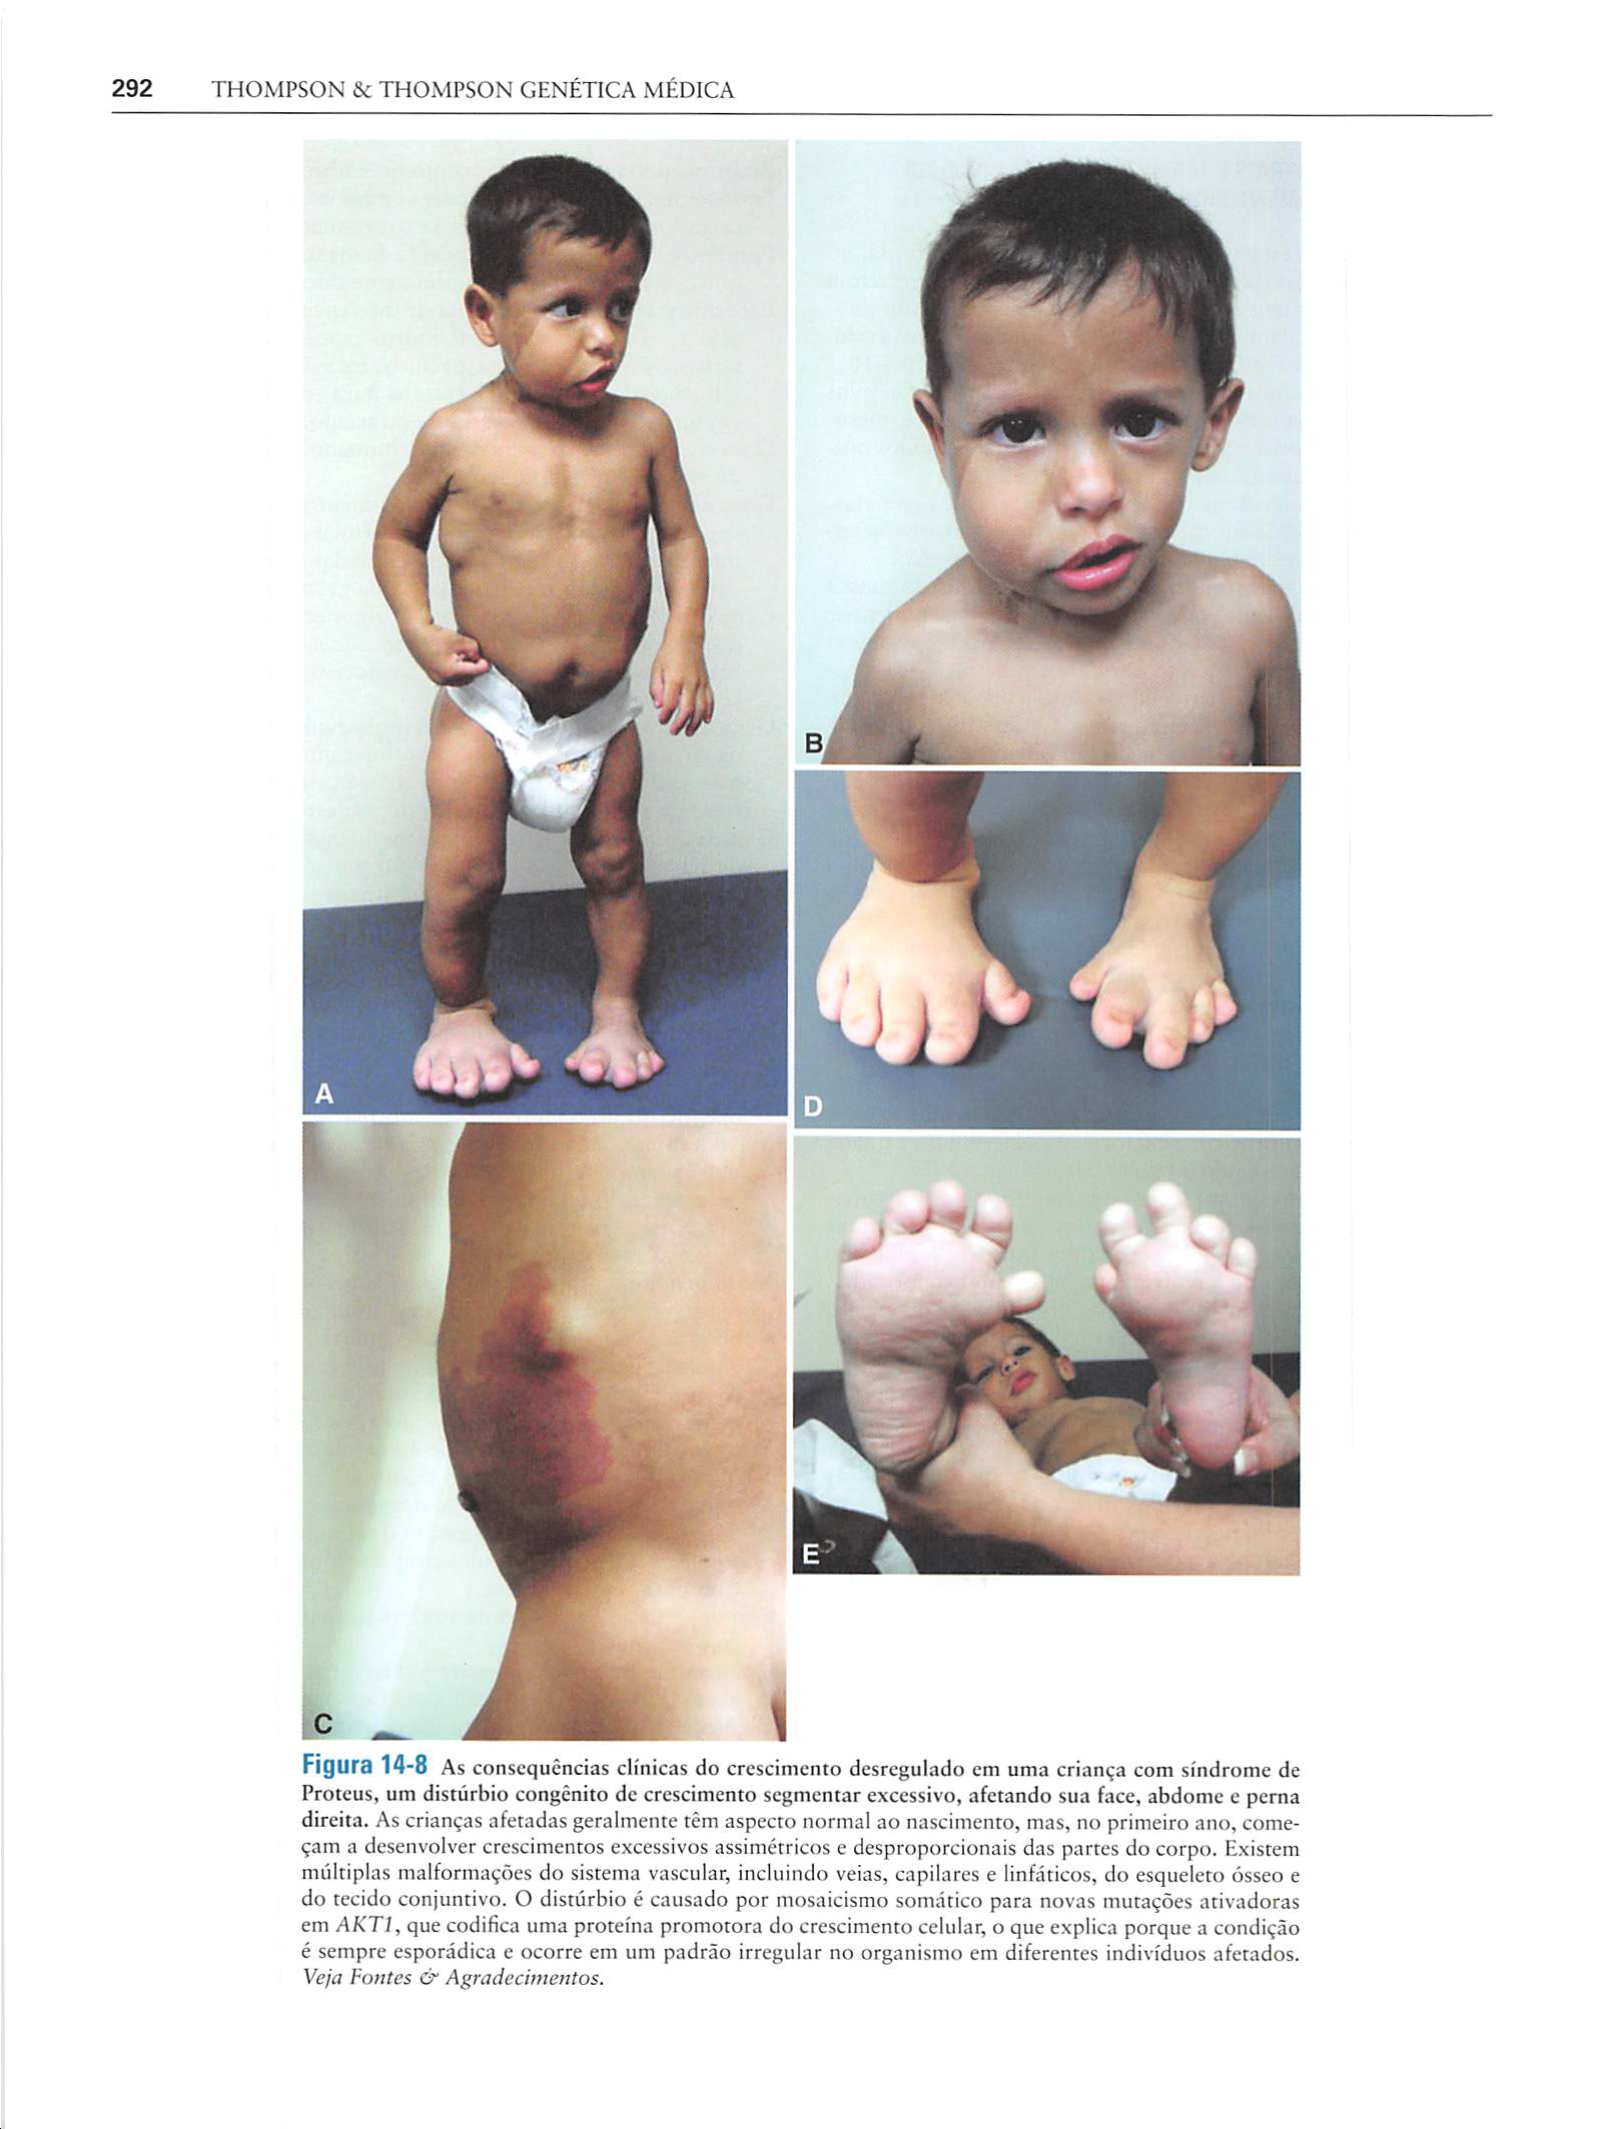 292 THOMPSON & THOMPSON GENÉTICA MÉDICA
A
B
D
C
E
Figura 14-8 As consequências clínicas do crescimento desregulado em uma criança com síndrome de
Proteus, um distúrbio congênito de crescimento segmentar excessivo, afetando sua face, abdome e perna
direita. As crianças afetadas geralmente têm aspecto normal ao nascimento, mas, no primeiro ano, come-
çam a desenvolver crescimentos excessivos assimétricos e desproporcionais das partes do corpo. Existem
múltiplas malformações do sistema vascular, incluindo veias, capilares e linfáticos, do esqueleto ósseo e
do tecido conjuntivo. O distúrbio é causado por mosaicismo somático para novas mutações ativadoras
em AKT1, que codifica uma proteína promotora do crescimento celular, o que explica porque a condição
é sempre esporádica e ocorre em um padrão irregular no organismo em diferentes indivíduos afetados.
Veja Fontes & Agradecimentos.